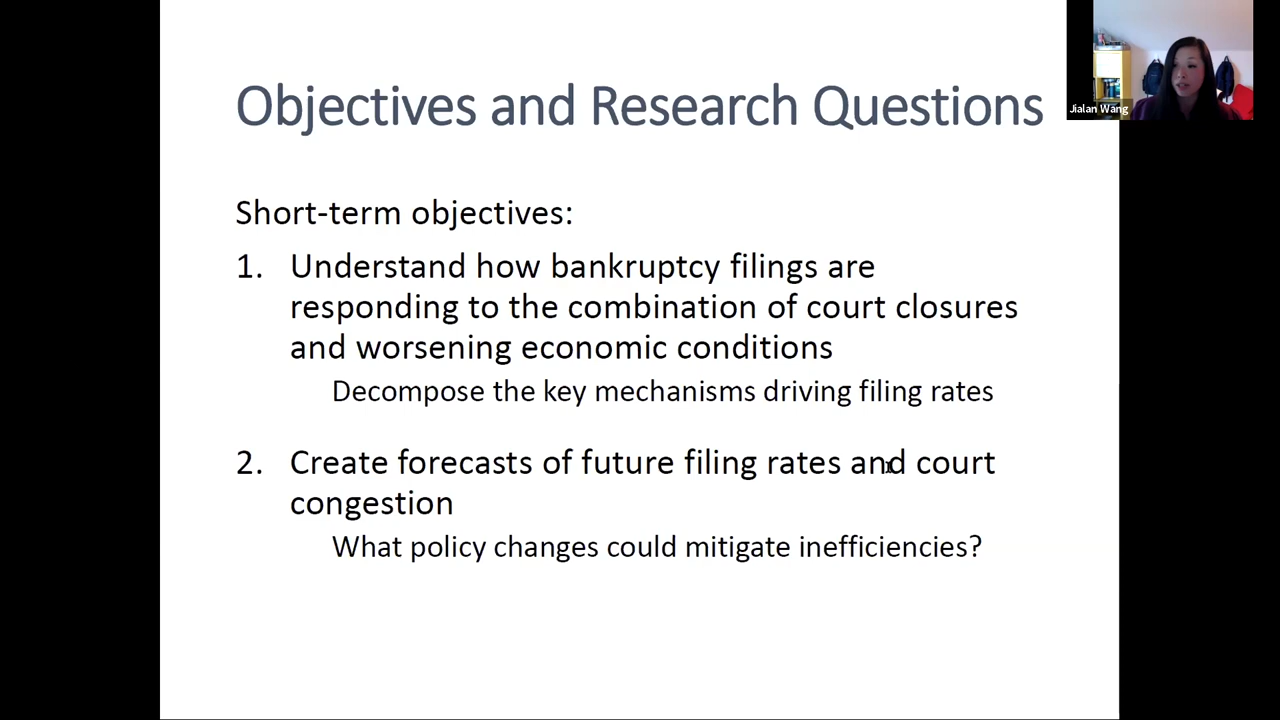 Objectives and Research Questions
Jialan Wang
Short-term objectives:
1. Understand how bankruptcy filings are
responding to the combination of court closures
and worsening economic conditions
Decompose the key mechanisms driving filing rates
2. Create forecasts of future filing rates and court
congestion
What policy changes could mitigate inefficiencies?